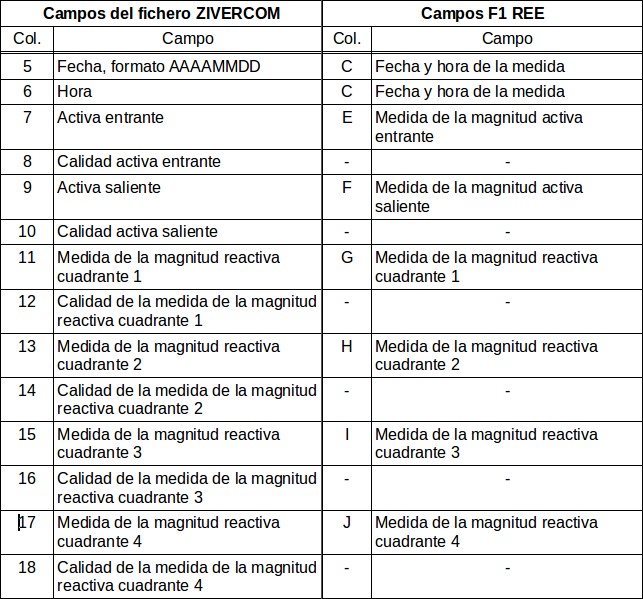 Campos del fichero ZIVERCOM Campos F1 REE
Col. Campo Col. Campo
5 Fecha, formato AAAAMMDD C Fecha y hora de la medida
6 Hora C Fecha y hora de la medida
7 Activa entrante E Medida de la magnitud activa
entrante
8 Calidad activa entrante - -
9 Activa saliente F Medida de la magnitud activa
saliente
10 Calidad activa saliente - -
11 Medida de la magnitud reactiva G Medida de la magnitud reactiva
cuadrante 1 cuadrante 1
12 Calidad de la medida de la magnitud - -
reactiva cuadrante 1
13 Medida de la magnitud reactiva H Medida de la magnitud reactiva
cuadrante 2 cuadrante 2
14 Calidad de la medida de la magnitud - -
reactiva cuadrante 2
15 Medida de la magnitud reactiva I Medida de la magnitud reactiva
cuadrante 3 cuadrante 3
16 Calidad de la medida de la magnitud - -
reactiva cuadrante 3
17 Medida de la magnitud reactiva J Medida de la magnitud reactiva
cuadrante 4 cuadrante 4
18 Calidad de la medida de la magnitud - -
reactiva cuadrante 4